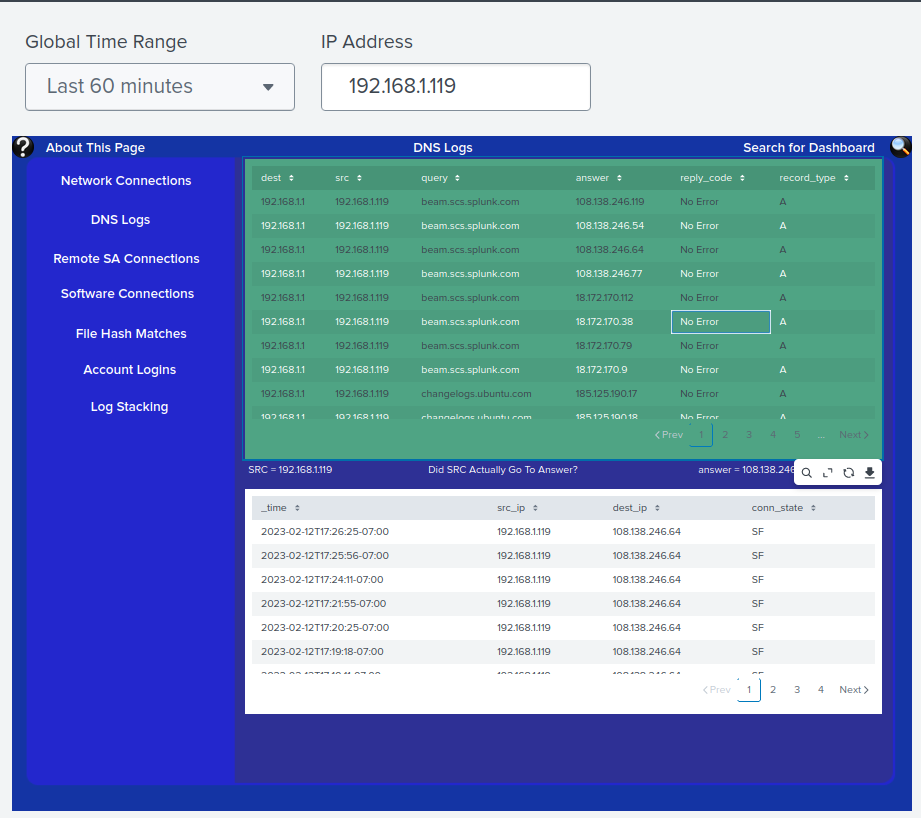 Global Time Range IP Address
Last 60 minutes 192.168.1.119
? About This Page DNS Logs Search for Dashboard
Network Connections
DNS Logs
Remote SA Connections
Software Connections
File Hash Matches
Account Logins
Log Stacking
dest src query answer reply_code record_type
192.168.1.1 192.168.1.119 beam.scs.splunk.com 108.138.246.119 No Error A
192.168.1.1 192.168.1.119 beam.scs.splunk.com 108.138.246.54 No Error A
192.168.1.1 192.168.1.119 beam.scs.splunk.com 108.138.246.64 No Error A
192.168.1.1 192.168.1.119 beam.scs.splunk.com 108.138.246.77 No Error A
192.168.1.1 192.168.1.119 beam.scs.splunk.com 18.172.170.112 No Error A
192.168.1.1 192.168.1.119 beam.scs.splunk.com 18.172.170.38 No Error A
192.168.1.1 192.168.1.119 beam.scs.splunk.com 18.172.170.79 No Error A
192.168.1.1 192.168.1.119 beam.scs.splunk.com 18.172.170.9 No Error A
192.168.1.1 192.168.1.119 changelogs.ubuntu.com 185.125.190.17 No Error A
192.168.1.1 192.168.1.119 changelogs.ubuntu.com 185.125.190.18 No Error A
Prev 1 2 3 4 5 ... Next
SRC = 192.168.1.119 Did SRC Actually Go To Answer? answer = 108.138.246
_time src_ip dest_ip conn_state
2023-02-12T17:26:25-07:00 192.168.1.119 108.138.246.64 SF
2023-02-12T17:25:56-07:00 192.168.1.119 108.138.246.64 SF
2023-02-12T17:24:11-07:00 192.168.1.119 108.138.246.64 SF
2023-02-12T17:21:55-07:00 192.168.1.119 108.138.246.64 SF
2023-02-12T17:20:25-07:00 192.168.1.119 108.138.246.64 SF
2023-02-12T17:19:18-07:00 192.168.1.119 108.138.246.64 SF
Prev 1 2 3 4 Next